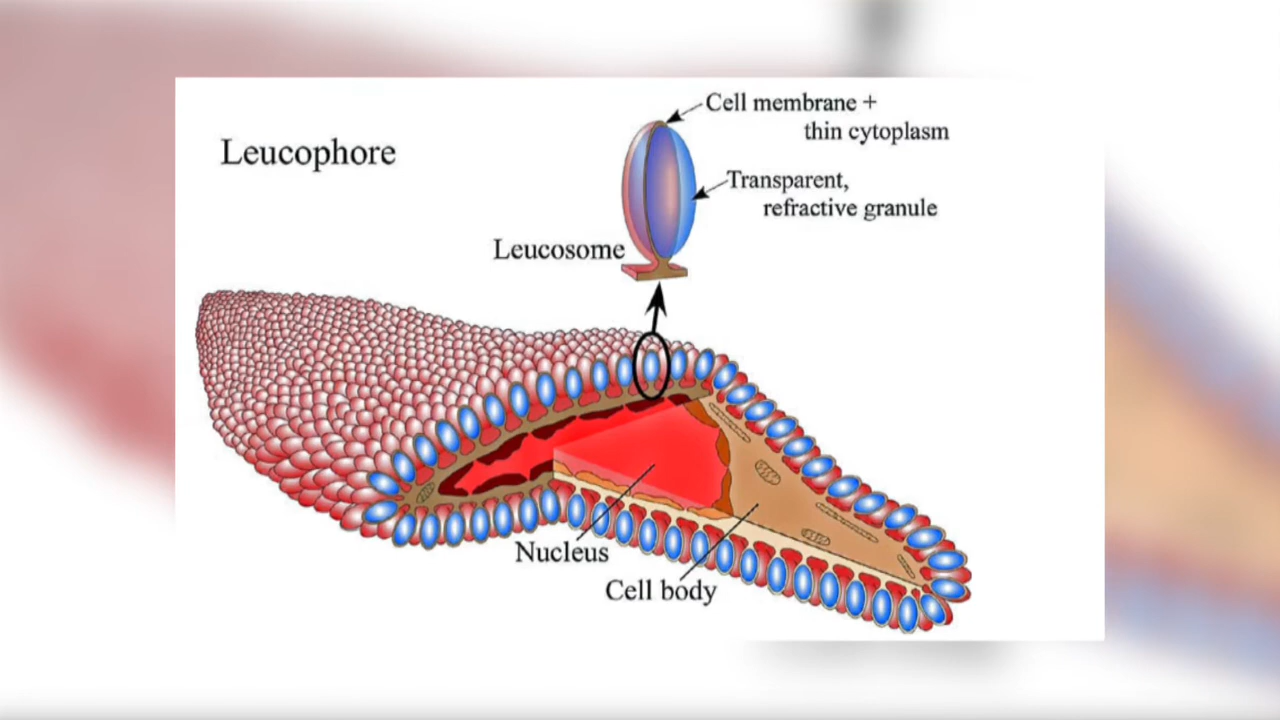 Leucophore
Cell membrane +
thin cytoplasm
Transparent,
refractive granule
Leucosome
Nucleus
Cell body